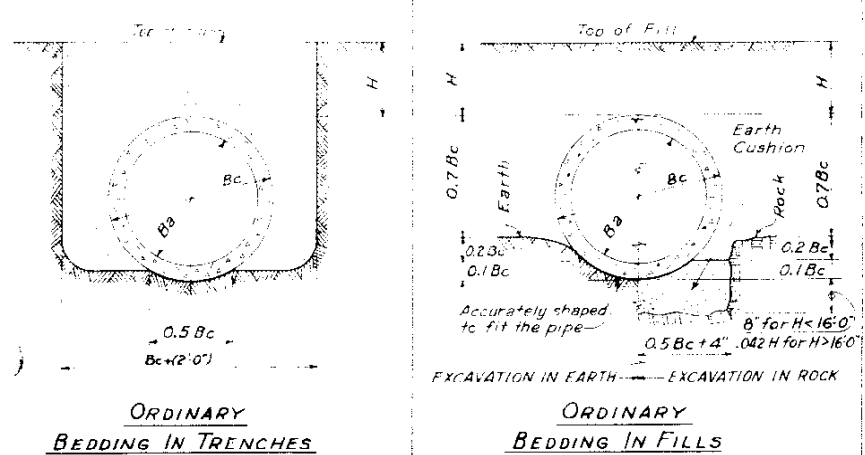 H
Bc
Ba
0.5 Bc
Bc+(2'-0")
ORDINARY
BEDDING IN TRENCHES
Top of Fill
H
H
Earth
Cushion
0.7 Bc
Bc
0.7Bc
Earth
Ba
Rock
0.2Bc
0.2 Bc
0.1 Bc
0.1 Bc
Accurately shaped
to fit the pipe
8" for H<16'-0"
0.5 Bc+4" .042 H for H>16'-0"
EXCAVATION IN EARTH EXCAVATION IN ROCK
ORDINARY
BEDDING IN FILLS